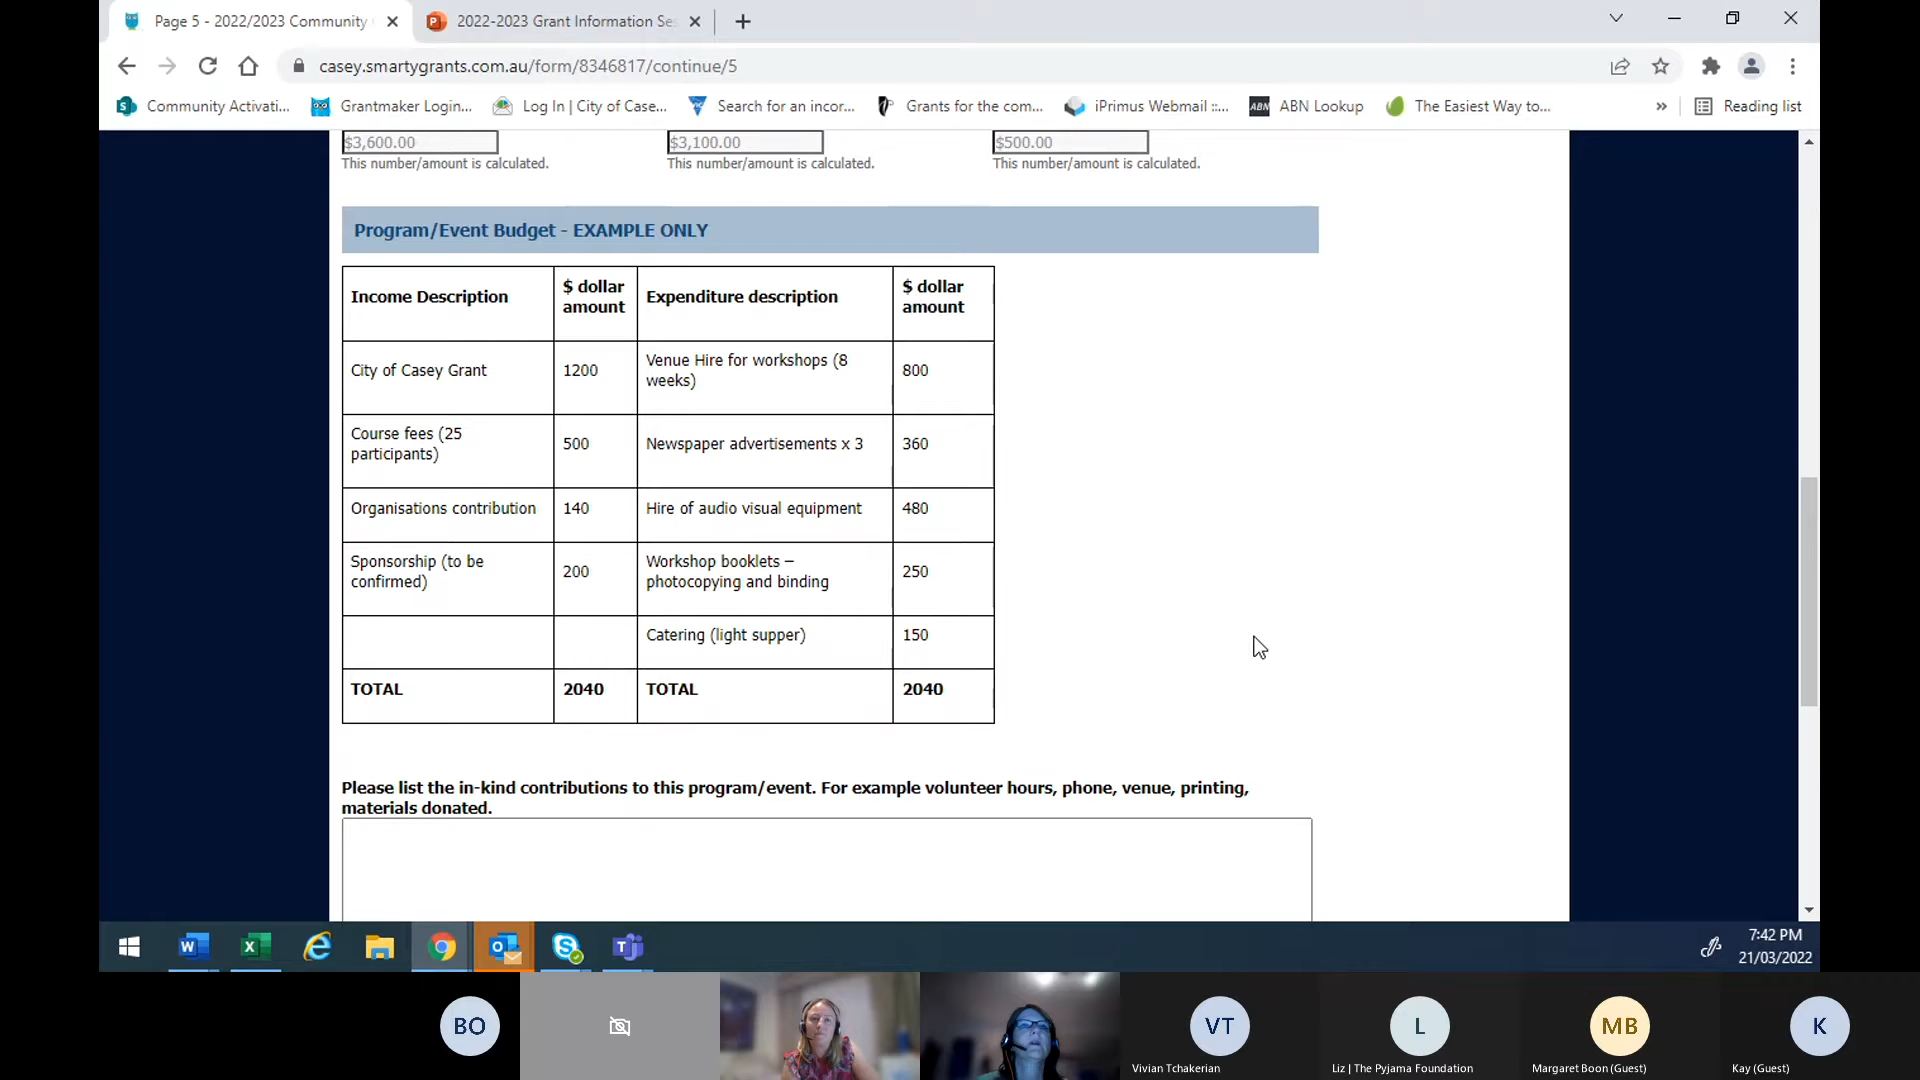 Page 5 - 2022/2023 Community
2022-2023 Grant Information Ses
casey.smartygrants.com.au/form/8346817/continue/5
Community Activati...
Grantmaker Login...
Log In | City of Case...
Search for an incor...
Grants for the com...
iPrimus Webmail ::...
ABN
ABN Lookup
The Easiest Way to...
»
Reading list
$3,600.00
$3,100.00
$500.00
This number/amount is calculated.
This number/amount is calculated.
This number/amount is calculated.
Program/Event Budget - EXAMPLE ONLY
Income Description
$ dollar
amount
Expenditure description
$ dollar
amount
City of Casey Grant
1200
Venue Hire for workshops (8
weeks)
800
Course fees (25
participants)
500
Newspaper advertisements x 3
360
Organisations contribution
140
Hire of audio visual equipment
480
Sponsorship (to be
confirmed)
200
Workshop booklets –
photocopying and binding
250
Catering (light supper)
150
TOTAL
2040
TOTAL
2040
Please list the in-kind contributions to this program/event. For example volunteer hours, phone, venue, printing,
materials donated.
7:42 PM
21/03/2022
BO
VT
L
MB
K
Vivian Tchakerian
Liz | The Pyjama Foundation
Margaret Boon (Guest)
Kay (Guest)